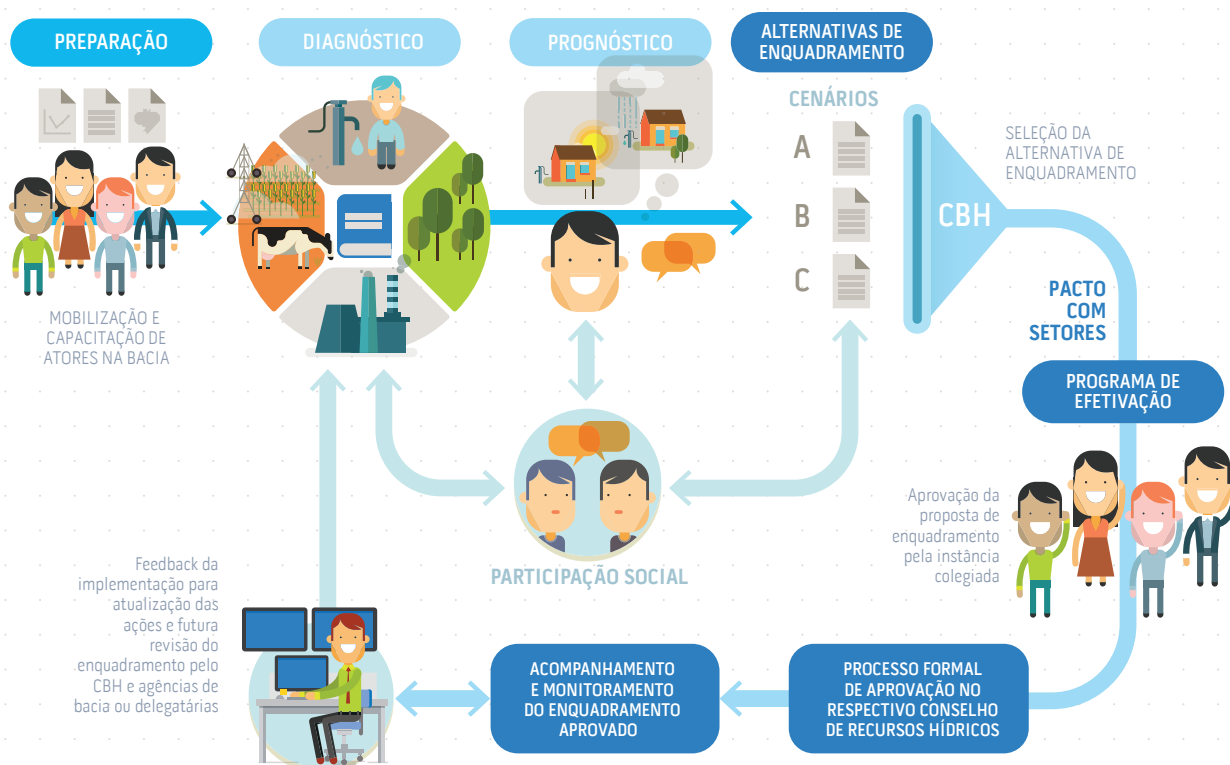 PREPARAÇÃO
DIAGNÓSTICO
PROGNÓSTICO
ALTERNATIVAS DE
ENQUADRAMENTO
CENÁRIOS
A
B
C
CBH
SELEÇÃO DA
ALTERNATIVA DE
ENQUADRAMENTO
MOBILIZAÇÃO E
CAPACITAÇÃO DE
ATORES NA BACIA
PACTO
COM
SETORES
PROGRAMA DE
EFETIVAÇÃO
PARTICIPAÇÃO SOCIAL
Aprovação da
proposta de
enquadramento
pela instância
colegiada
Feedback da
implementação para
atualização das
ações e futura
revisão do
enquadramento pelo
CBH e agências de
bacia ou delegatárias
ACOMPANHAMENTO
E MONITORAMENTO
DO ENQUADRAMENTO
APROVADO
PROCESSO FORMAL
DE APROVAÇÃO NO
RESPECTIVO CONSELHO
DE RECURSOS HÍDRICOS